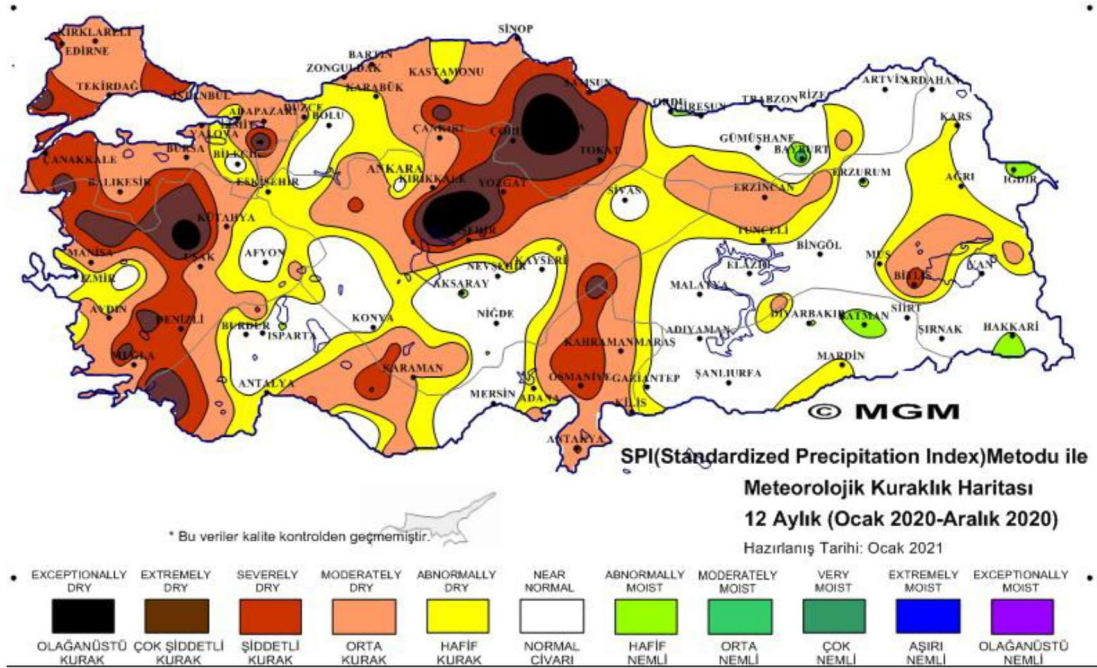 SİNOP
KIRKLARELİ
EDİRNE
BARTIN
ZONGULDAK
KASTAMONU
TEKİRDAĞ
İSTANBUL
KARABÜK
SAMSUN
ARTVİN
ARDAHAN
ORDU
GİRESUN
TRABZON
RİZE
ADAPAZARI
DÜZCE
İZMİT
BOLU
YALOVA
ÇANKIRI
KARS
GÜMÜŞHANE
BAYBURT
ÇANAKKALE
BURSA
BİLECİK
TOKAT
ANKARA
KIRIKKALE
YOZGAT
BALIKESİR
ESKİŞEHİR
SİVAS
ERZİNCAN
ERZURUM
AĞRI
IĞDIR
KÜTAHYA
TUNCELİ
BİNGÖL
MANİSA
UŞAK
AFYON
NEVŞEHİR
KAYSERİ
ELAZIĞ
MUŞ
BİTLİS
VAN
İZMİR
AKSARAY
MALATYA
AYDIN
DENİZLİ
BURDUR
ISPARTA
KONYA
NİĞDE
ADIYAMAN
DİYARBAKIR
BATMAN
SİİRT
ŞIRNAK
HAKKARİ
MUĞLA
KARAMAN
KAHRAMANMARAŞ
MARDİN
ANTALYA
MERSİN
ADANA
OSMANİYE
GAZİANTEP
ŞANLIURFA
KİLİS
ANTAKYA
© MGM
SPI(Standardized Precipitation Index)Metodu ile
Meteorolojik Kuraklık Haritası
12 Aylık (Ocak 2020-Aralık 2020)
Hazırlanış Tarihi: Ocak 2021
* Bu veriler kalite kontrolden geçmemiştir.
EXCEPTIONALLY EXTREMELY SEVERELY MODERATELY ABNORMALLY NEAR ABNORMALLY MODERATELY VERY EXTREMELY EXCEPTIONALLY
DRY DRY DRY DRY DRY NORMAL MOIST MOIST MOIST MOIST MOIST
OLAĞANÜSTÜ ÇOK ŞİDDETLİ ŞİDDETLİ ORTA HAFİF NORMAL HAFİF ORTA ÇOK AŞIRI OLAĞANÜSTÜ
KURAK KURAK KURAK KURAK KURAK CİVARI NEMLİ NEMLİ NEMLİ NEMLİ NEMLİ